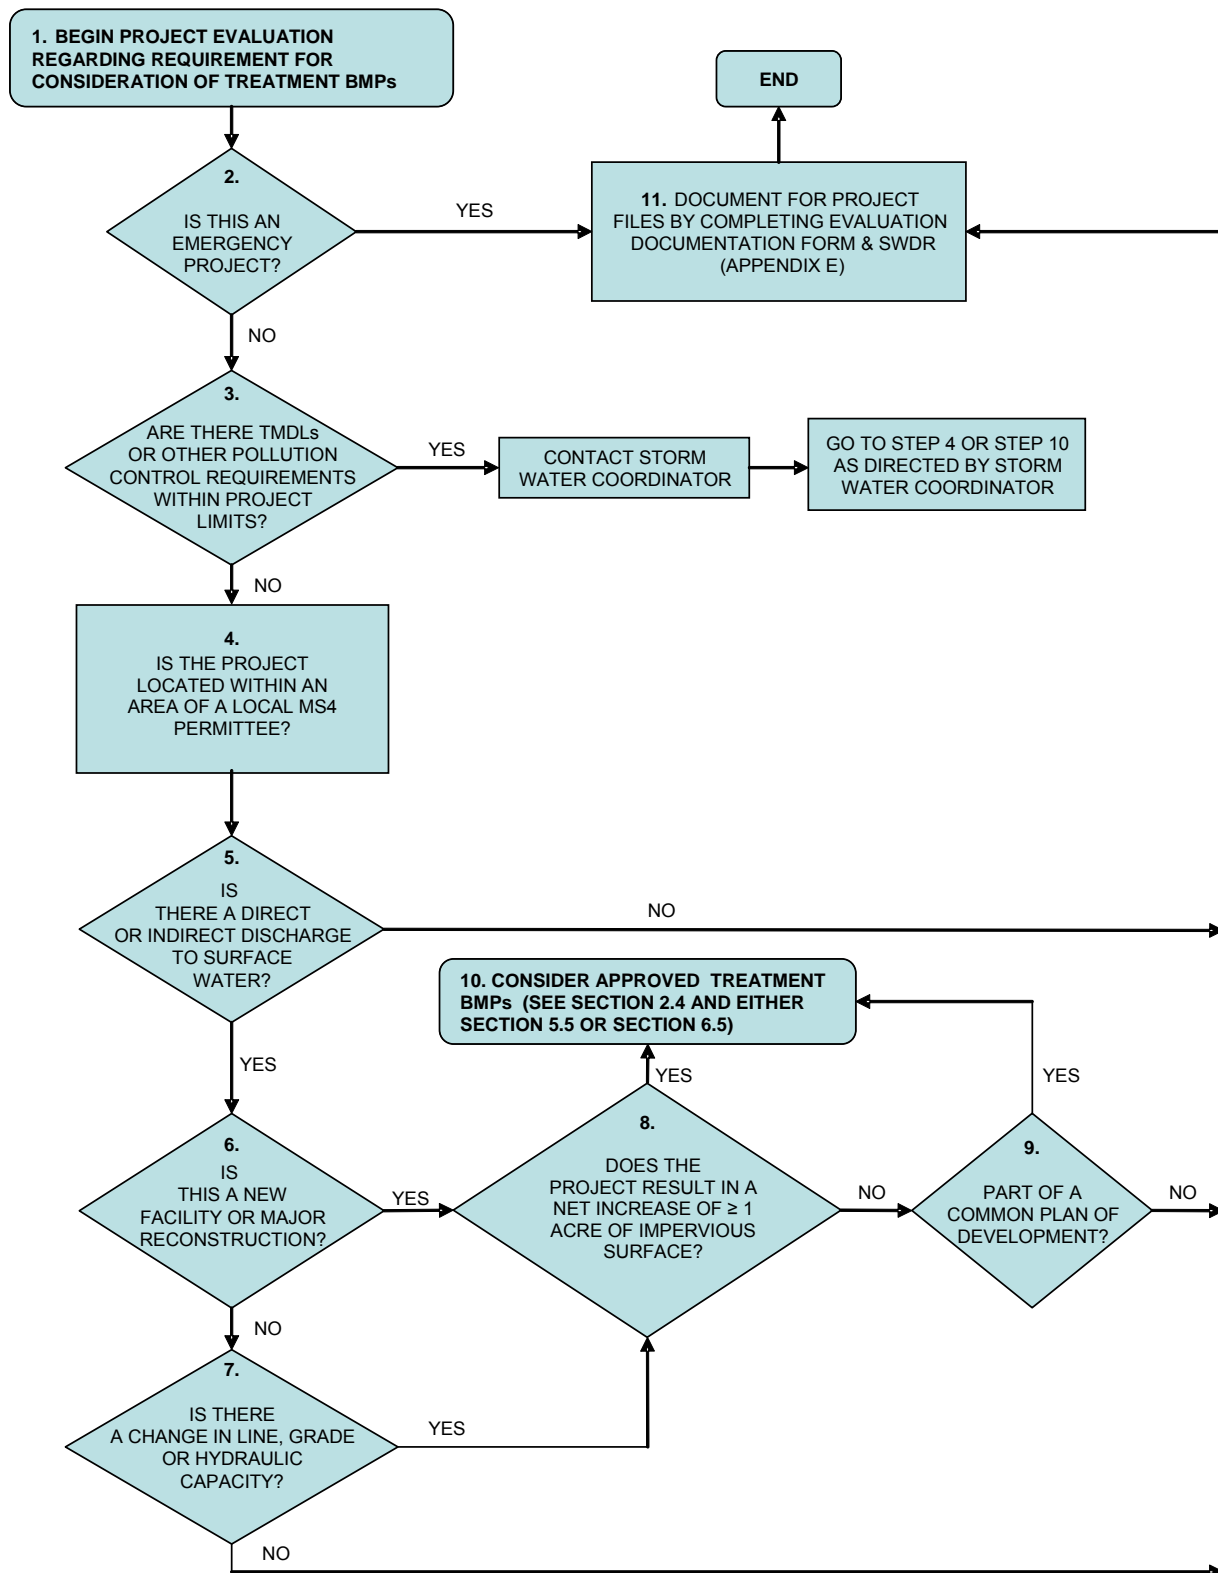 1. BEGIN PROJECT EVALUATION
REGARDING REQUIREMENT FOR
CONSIDERATION OF TREATMENT BMPs
END
2.
IS THIS AN
EMERGENCY
PROJECT?
YES
11. DOCUMENT FOR PROJECT
FILES BY COMPLETING EVALUATION
DOCUMENTATION FORM & SWDR
(APPENDIX E)
NO
3.
ARE THERE TMDLs
OR OTHER POLLUTION
CONTROL REQUIREMENTS
WITHIN PROJECT
LIMITS?
YES
CONTACT STORM
WATER COORDINATOR
GO TO STEP 4 OR STEP 10
AS DIRECTED BY STORM
WATER COORDINATOR
NO
4.
IS THE PROJECT
LOCATED WITHIN AN
AREA OF A LOCAL MS4
PERMITTEE?
5.
IS
THERE A DIRECT
OR INDIRECT DISCHARGE
TO SURFACE
WATER?
NO
YES
10. CONSIDER APPROVED TREATMENT
BMPs (SEE SECTION 2.4 AND EITHER
SECTION 5.5 OR SECTION 6.5)
6.
IS
THIS A NEW
FACILITY OR MAJOR
RECONSTRUCTION?
YES
YES
8.
DOES THE
PROJECT RESULT IN A
NET INCREASE OF ≥ 1
ACRE OF IMPERVIOUS
SURFACE?
NO
YES
9.
PART OF A
COMMON PLAN OF
DEVELOPMENT?
NO
NO
7.
IS THERE
A CHANGE IN LINE, GRADE
OR HYDRAULIC
CAPACITY?
YES
NO